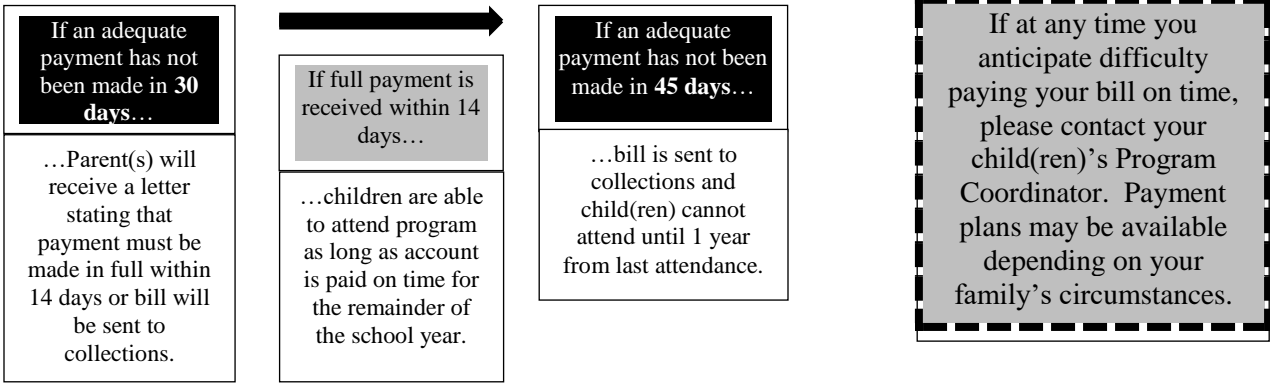 If an adequate
payment has not
been made in 30
days…
…Parent(s) will
receive a letter
stating that
payment must be
made in full within
14 days or bill will
be sent to
collections.
If full payment is
received within 14
days…
…children are able
to attend program
as long as account
is paid on time for
the remainder of
the school year.
If an adequate
payment has not been
made in 45 days…
…bill is sent to
collections and
child(ren) cannot
attend until 1 year
from last attendance.
If at any time you
anticipate difficulty
paying your bill on time,
please contact your
child(ren)’s Program
Coordinator.  Payment
plans may be available
depending on your
family’s circumstances.